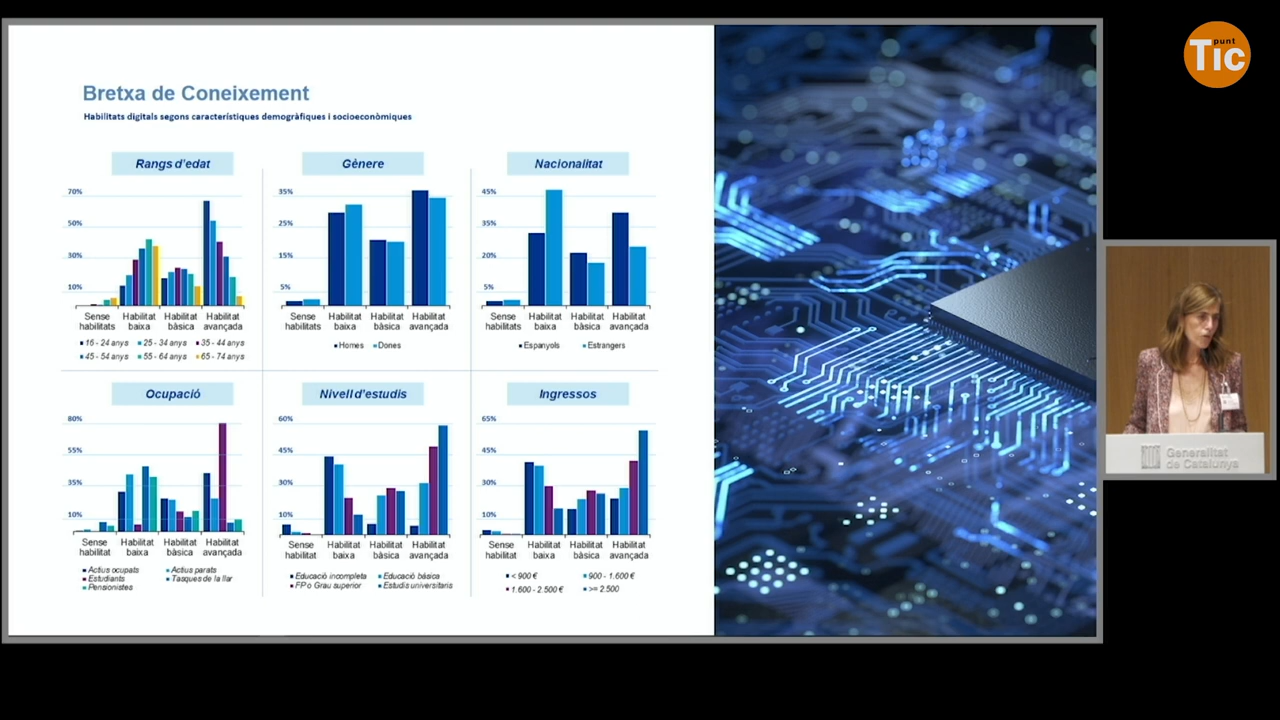 punt
Tic
Bretxa de Coneixement
Habilitats digitals segons característiques demogràfiques i socioeconòmiques
Rangs d'edat
70%
50%
30%
10%
Sense habilitats
Habilitat baixa
Habilitat bàsica
Habilitat avançada
16 - 24 anys
25 - 34 anys
35 - 44 anys
45 - 54 anys
55 - 64 anys
65 - 74 anys
Gènere
35%
25%
15%
5%
Sense habilitats
Habilitat baixa
Habilitat bàsica
Habilitat avançada
Homes
Dones
Nacionalitat
45%
35%
20%
5%
Sense habilitats
Habilitat baixa
Habilitat bàsica
Habilitat avançada
Espanyols
Estrangers
Ocupació
80%
55%
35%
10%
Sense habilitat
Habilitat baixa
Habilitat bàsica
Habilitat avançada
Actius ocupats
Actius parats
Estudiants
Tasques de la llar
Pensionistes
Nivell d'estudis
60%
45%
30%
10%
Sense habilitat
Habilitat baixa
Habilitat bàsica
Habilitat avançada
Educació incompleta
Educació bàsica
FP o Grau superior
Estudis universitaris
Ingressos
65%
45%
30%
10%
Sense habilitat
Habilitat baixa
Habilitat bàsica
Habilitat avançada
< 900 €
900 - 1.600 €
1.600 - 2.500 €
>= 2.500
Generalitat
de Catalunya